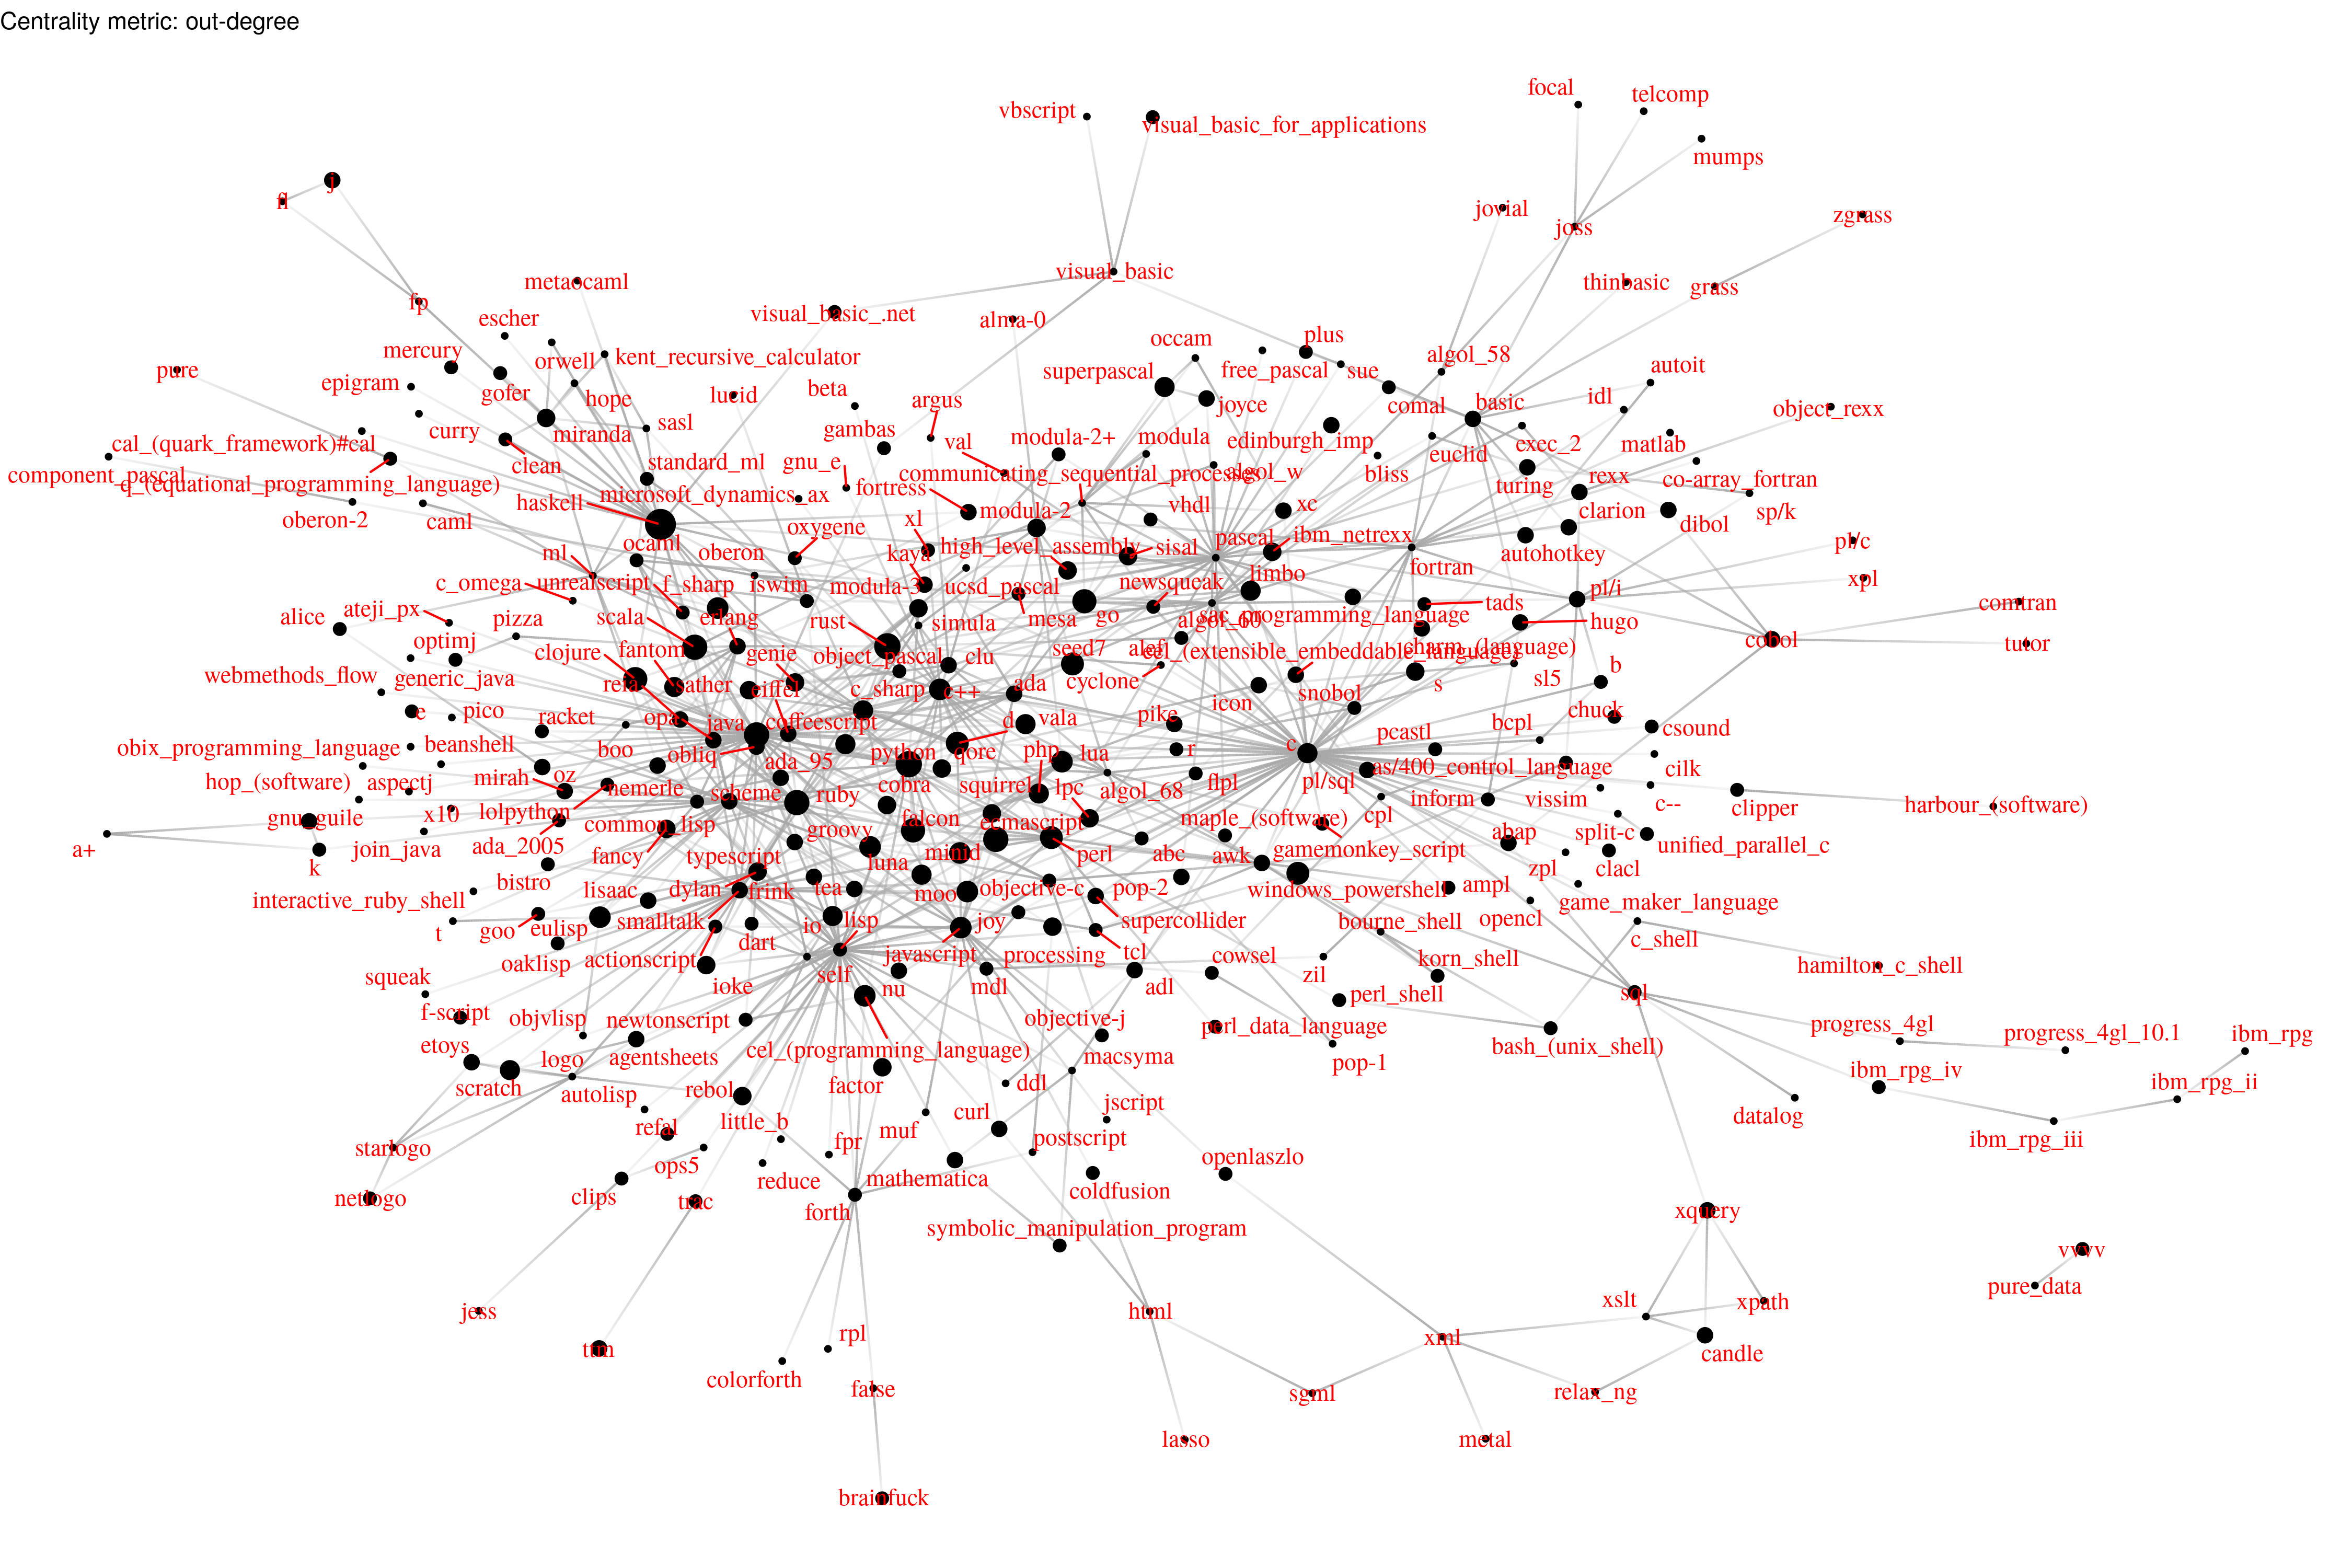 Centrality metric: out-degree
focal
telcomp
vbscript
visual_basic_for_applications
mumps
j
fl
jovial
zgrass
joss
visual_basic
metaocaml
thinbasic
grass
fp
visual_basic_.net
alma-0
escher
plus
occam
mercury
orwell
kent_recursive_calculator
algol_58
autoit
pure
epigram
gofer
hope
lucid
beta
superpascal
free_pascal
sue
argus
joyce
comal
basic
idl
object_rexx
curry
miranda
sasl
gambas
val
modula-2+
modula
edinburgh_imp
exec_2
matlab
cal_(quark_framework)#cal
clean
standard_ml
gnu_e
communicating_sequential_processes
algol_w
bliss
euclid
component_pascal
q_(equational_programming_language)
haskell
microsoft_dynamics_ax
fortress
turing
rexx
co-array_fortran
oberon-2
caml
oxygene
xl
modula-2
vhdl
xc
clarion
dibol
sp/k
ml
ocaml
oberon
kaya
high_level_assembly
sisal
pascal
ibm_netrexx
autohotkey
pl/c
c_omega
unrealscript
f_sharp
iswim
modula-3
ucsd_pascal
newsqueak
limbo
fortran
pl/i
xpl
alice
ateji_px
pizza
scala
erlang
rust
simula
mesa
go
algol_60
sac_programming_language
tads
hugo
comtran
optimj
clojure
fantom
genie
object_pascal
clu
seed7
alef
ecl_(extensible_embeddable_language)
charm_(language)
cobol
tutor
webmethods_flow
generic_java
refa
sather
eiffel
c_sharp
c++
ada
cyclone
icon
snobol
s
sl5
b
e
pico
racket
opa
java
coffeescript
d
vala
pike
c
pcastl
bcpl
chuck
csound
obix_programming_language
beanshell
boo
obliq
ada_95
python
qore
php
lua
r
flpl
pl/sql
as/400_control_language
cilk
hop_(software)
aspectj
mirah
oz
nemerle
scheme
ruby
cobra
squirrel
lpc
algol_68
inform
vissim
c--
clipper
harbour_(software)
gnu_guile
x10
lolpython
common_lisp
groovy
falcon
ecmascript
maple_(software)
cpl
abap
split-c
unified_parallel_c
a+
k
join_java
ada_2005
fancy
typescript
luna
minid
perl
abc
awk
gamemonkey_script
zpl
clacl
interactive_ruby_shell
bistro
lisaac
dylan
frink
tea
moo
objective-c
pop-2
windows_powershell
ampl
game_maker_language
t
goo
eulisp
smalltalk
dart
io
lisp
joy
supercollider
bourne_shell
opencl
c_shell
squeak
oaklisp
actionscript
ioke
self
javascript
processing
tcl
cowsel
zil
korn_shell
hamilton_c_shell
f-script
objvlisp
newtonscript
nu
mdl
adl
perl_shell
sql
etoys
logo
agentsheets
cel_(programming_language)
objective-j
macsyma
perl_data_language
pop-1
bash_(unix_shell)
progress_4gl
progress_4gl_10.1
ibm_rpg
scratch
autolisp
rebol
factor
ddl
ibm_rpg_iv
ibm_rpg_ii
refal
little_b
curl
jscript
datalog
starlogo
ops5
fpr
muf
postscript
ibm_rpg_iii
netlogo
clips
trac
reduce
mathematica
coldfusion
openlaszlo
forth
symbolic_manipulation_program
xquery
vvvv
pure_data
jess
html
xslt
xpath
ttm
rpl
xml
candle
colorforth
false
sgml
relax_ng
lasso
metal
brainfuck